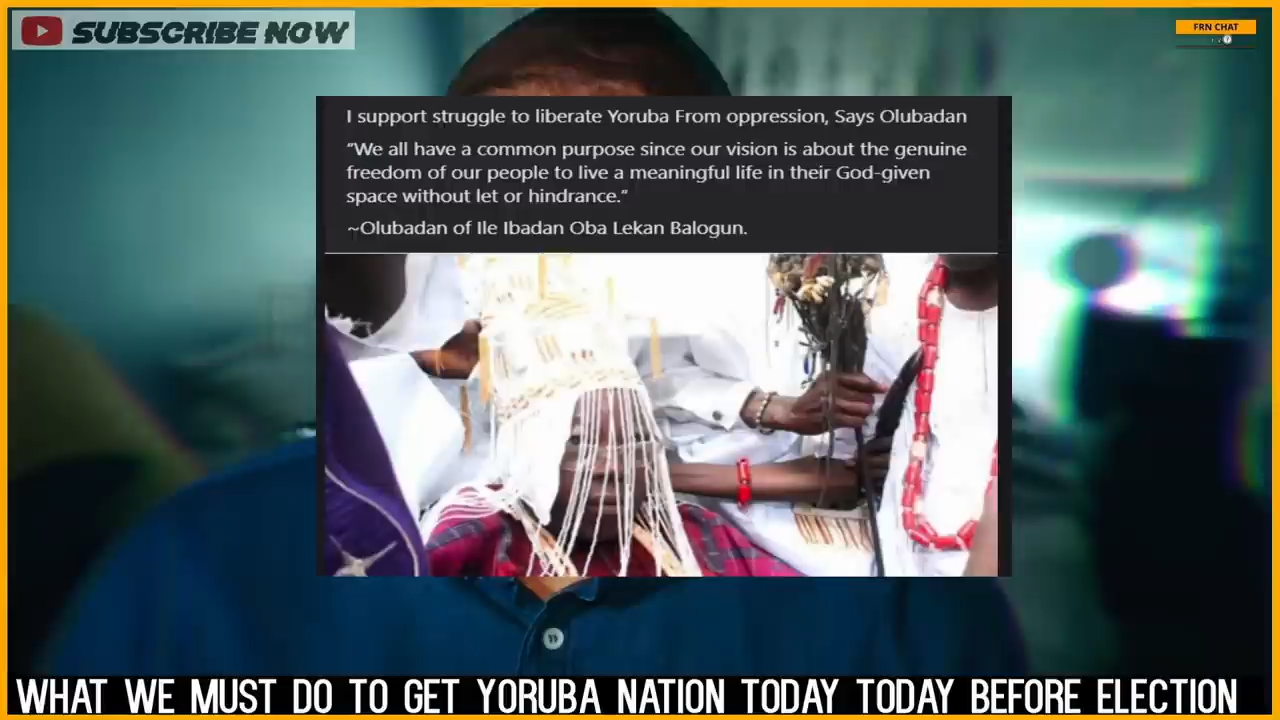 SUBSCRIBE NOW
FRN CHAT
I support struggle to liberate Yoruba From oppression, Says Olubadan
“We all have a common purpose since our vision is about the genuine
freedom of our people to live a meaningful life in their God-given
space without let or hindrance.”
~Olubadan of Ile Ibadan Oba Lekan Balogun.
WHAT WE MUST DO TO GET YORUBA NATION TODAY TODAY BEFORE ELECTION